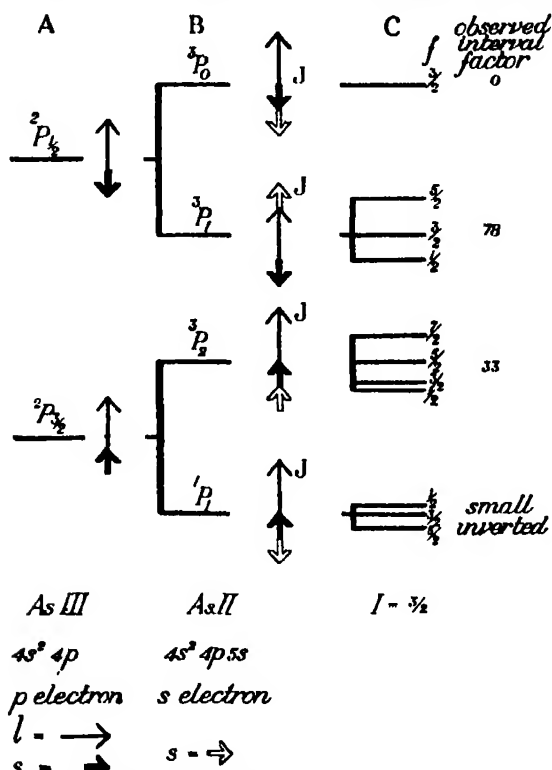 A B C f observed interval factor
³P₀ J 3/2 0
²P½
5/2
³P₁ J 3/2 78
1/2
³P₂ J 7/2
5/2 33
3/2
²P3/2 1/2
¹P₁ J 1/2 small
3/2 inverted
5/2
As III As II I = 3/2
4s² 4p 4s² 4p5s
p electron s electron
l =
s = s =